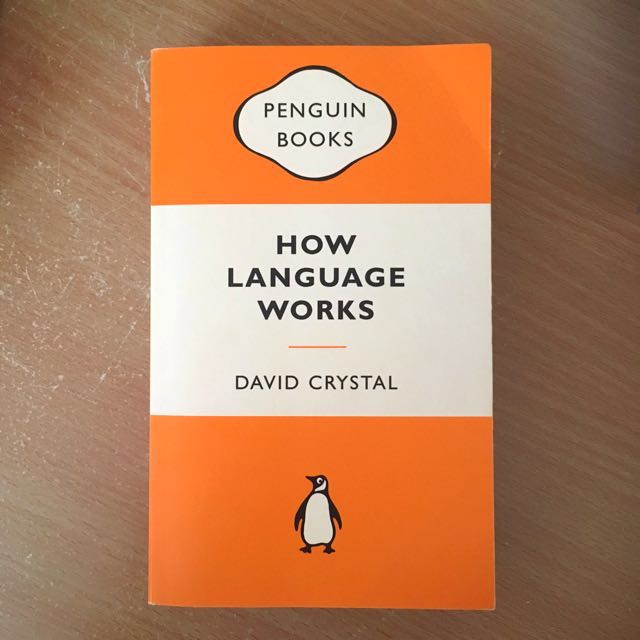 PENGUIN
BOOKS
HOW
LANGUAGE
WORKS
DAVID CRYSTAL